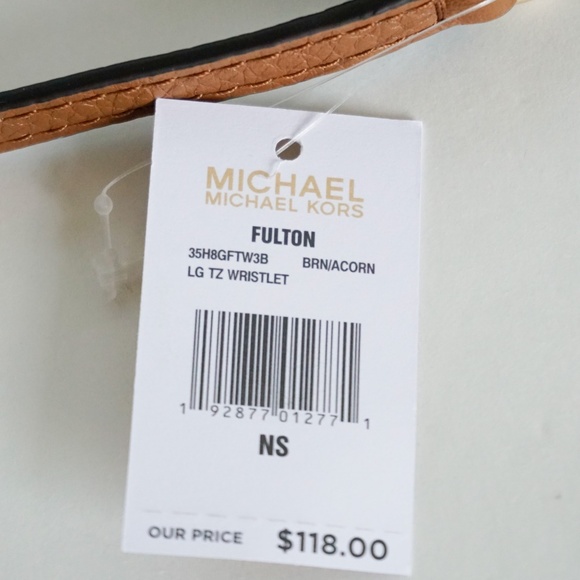 MICHAEL
MICHAEL KORS
FULTON
35H8GFTW3B BRN/ACORN
LG TZ WRISTLET
1 92877 01277 1
NS
OUR PRICE $118.00